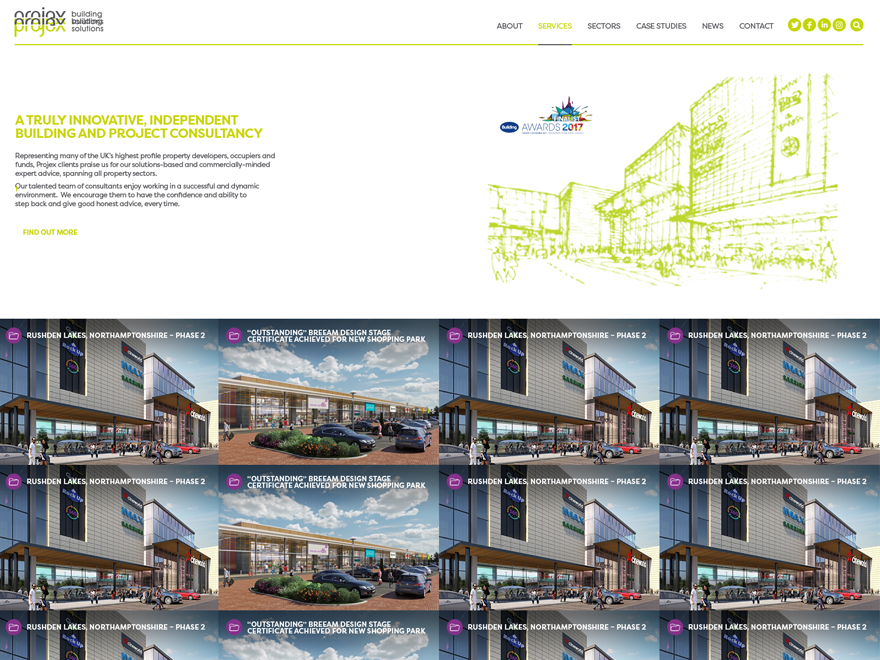 projex
building
solutions
ABOUT
SERVICES
SECTORS
CASE STUDIES
NEWS
CONTACT
A TRULY INNOVATIVE, INDEPENDENT
BUILDING AND PROJECT CONSULTANCY
Representing many of the UK's highest profile property developers, occupiers and
funds, Projex clients praise us for our solutions-based and commercially-minded
expert advice, spanning all property sectors.
Our talented team of consultants enjoy working in a successful and dynamic
environment. We encourage them to have the confidence and ability to
step back and give good honest advice, every time.
FIND OUT MORE
FINALIST
Building AWARDS 2017
RUSHDEN LAKES, NORTHAMPTONSHIRE – PHASE 2
"OUTSTANDING" BREEAM DESIGN STAGE
CERTIFICATE ACHIEVED FOR NEW SHOPPING PARK
RUSHDEN LAKES, NORTHAMPTONSHIRE – PHASE 2
RUSHDEN LAKES, NORTHAMPTONSHIRE – PHASE 2
RUSHDEN LAKES, NORTHAMPTONSHIRE – PHASE 2
"OUTSTANDING" BREEAM DESIGN STAGE
CERTIFICATE ACHIEVED FOR NEW SHOPPING PARK
RUSHDEN LAKES, NORTHAMPTONSHIRE – PHASE 2
RUSHDEN LAKES, NORTHAMPTONSHIRE – PHASE 2
RUSHDEN LAKES, NORTHAMPTONSHIRE – PHASE 2
"OUTSTANDING" BREEAM DESIGN STAGE
CERTIFICATE ACHIEVED FOR NEW SHOPPING PARK
RUSHDEN LAKES, NORTHAMPTONSHIRE – PHASE 2
RUSHDEN LAKES, NORTHAMPTONSHIRE – PHASE 2